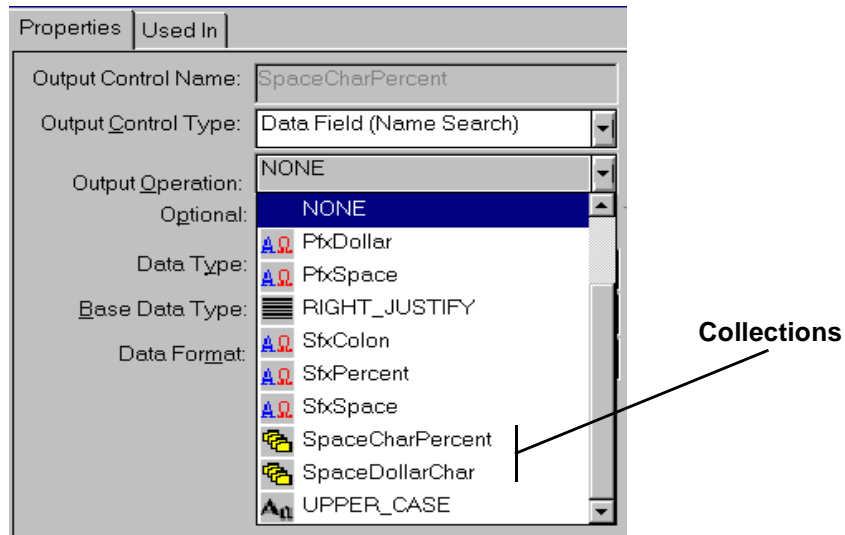 Properties Used In
Output Control Name: SpaceCharPercent
Output Control Type: Data Field (Name Search)
Output Operation: NONE
Optional: NONE
PfxDollar
Data Type:
PfxSpace
Base Data Type: RIGHT_JUSTIFY
Data Format: SfxColon
Collections
SfxPercent
SfxSpace
SpaceCharPercent
SpaceDollarChar
UPPER_CASE